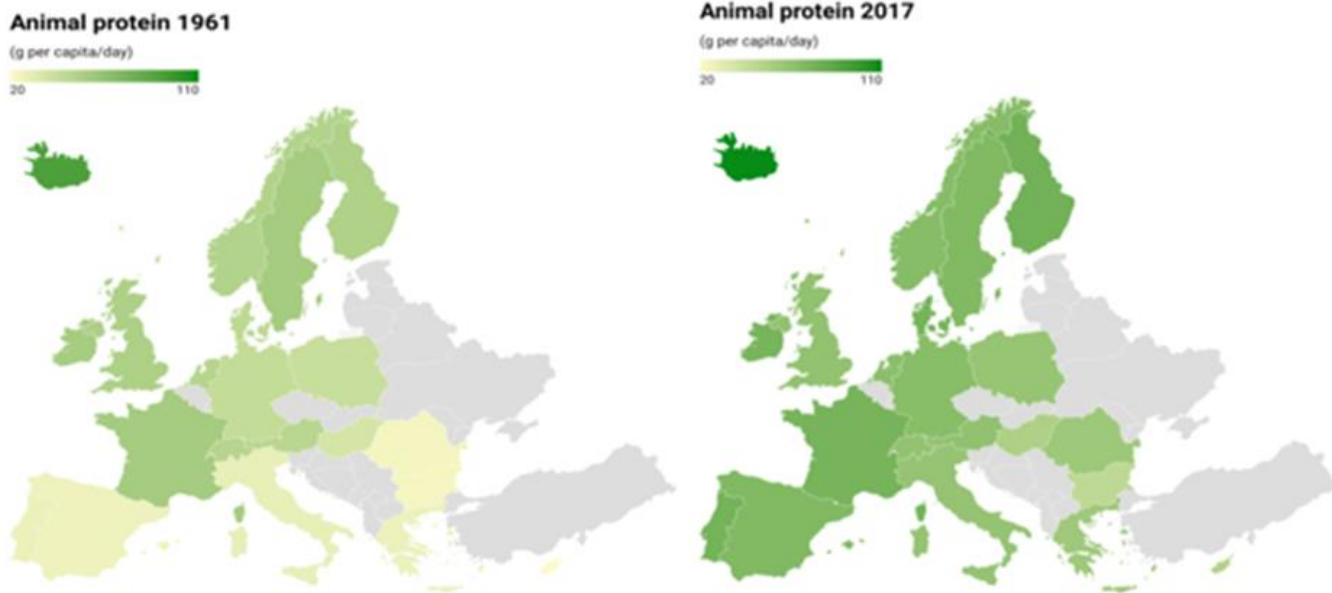 Animal protein 1961
(g per capita/day)
20 110
Animal protein 2017
(g per capita/day)
20 110